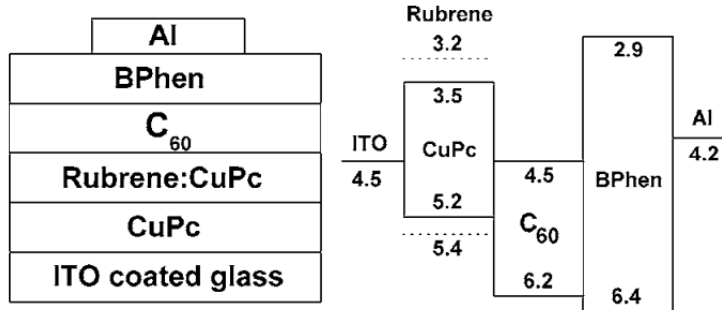 Al
BPhen
C60
Rubrene:CuPc
CuPc
ITO coated glass
Rubrene
3.2
3.5
ITO
4.5
CuPc
5.2
5.4
4.5
C60
6.2
2.9
BPhen
6.4
Al
4.2